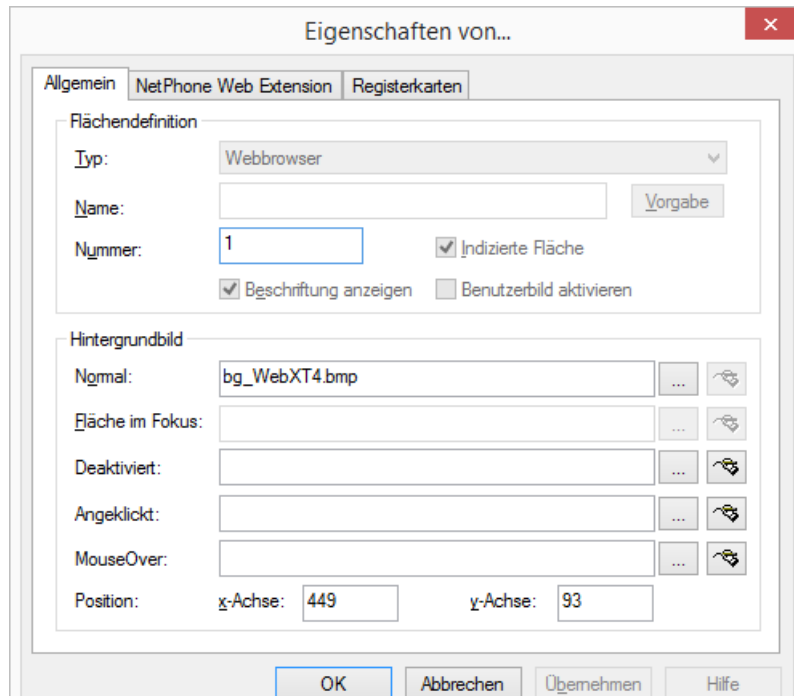 Eigenschaften von...
Allgemein NetPhone Web Extension Registerkarten
Flächendefinition
Typ: Webbrowser
Name: Vorgabe
Nummer: 1 Indizierte Fläche
Beschriftung anzeigen Benutzerbild aktivieren
Hintergrundbild
Normal: bg_WebXT4.bmp ...
Fläche im Fokus: ...
Deaktiviert: ...
Angeklickt: ...
MouseOver: ...
Position: x-Achse: 449 y-Achse: 93
OK Abbrechen Übernehmen Hilfe